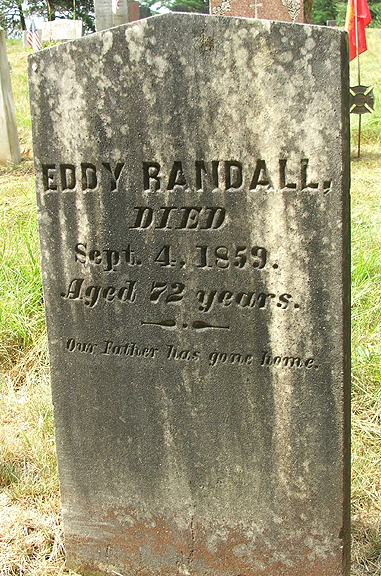 EDDY RANDALL,
DIED
Sept. 4, 1859.
Aged 72 years.
Our Father has gone home.